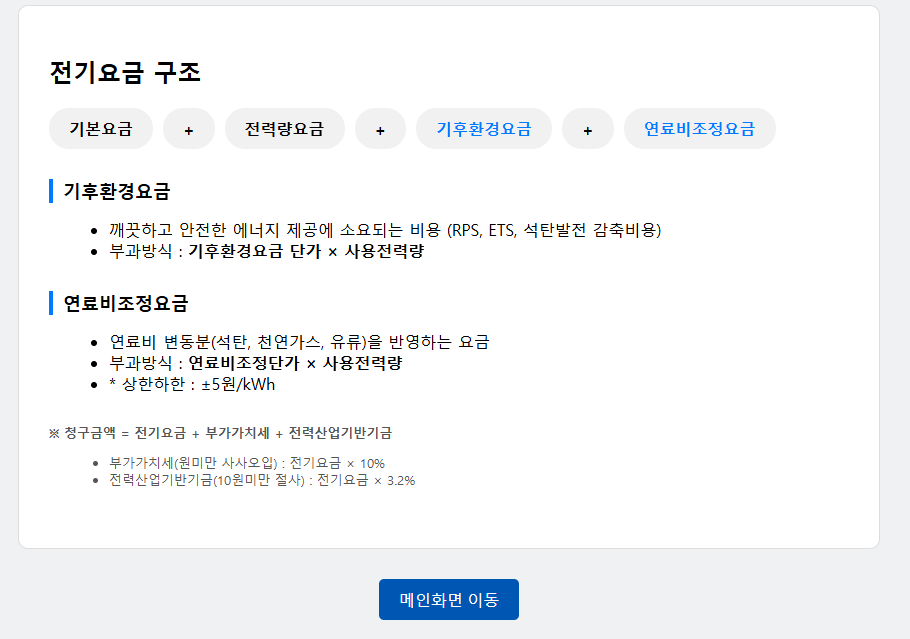 전기요금 구조
기본요금 + 전력량요금 + 기후환경요금 + 연료비조정요금
기후환경요금
깨끗하고 안전한 에너지 제공에 소요되는 비용 (RPS, ETS, 석탄발전 감축비용)
부과방식 : 기후환경요금 단가 × 사용전력량
연료비조정요금
연료비 변동분(석탄, 천연가스, 유류)을 반영하는 요금
부과방식 : 연료비조정단가 × 사용전력량
* 상한하한 : ±5원/kWh
※ 청구금액 = 전기요금 + 부가가치세 + 전력산업기반기금
부가가치세(원미만 사사오입) : 전기요금 × 10%
전력산업기반기금(10원미만 절사) : 전기요금 × 3.2%
메인화면 이동